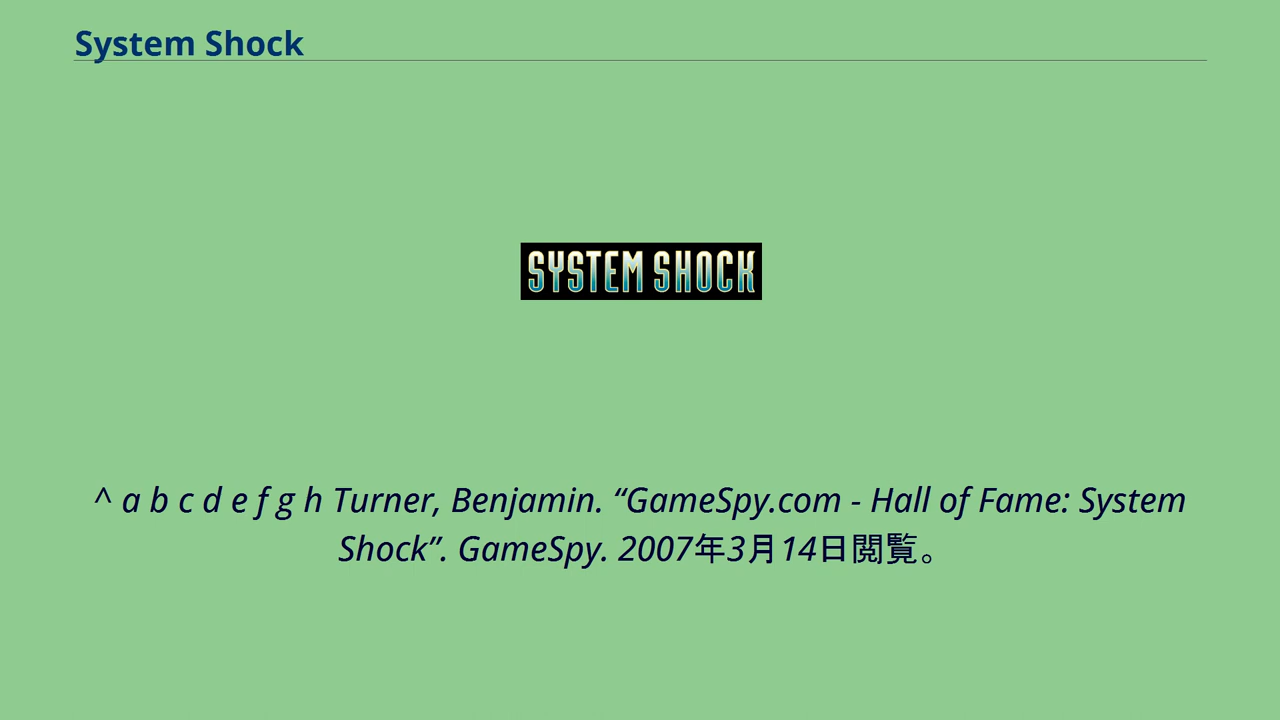 System Shock
SYSTEM SHOCK
^ a b c d e f g h Turner, Benjamin. “GameSpy.com - Hall of Fame: System
Shock”. GameSpy. 2007年3月14日閲覧。